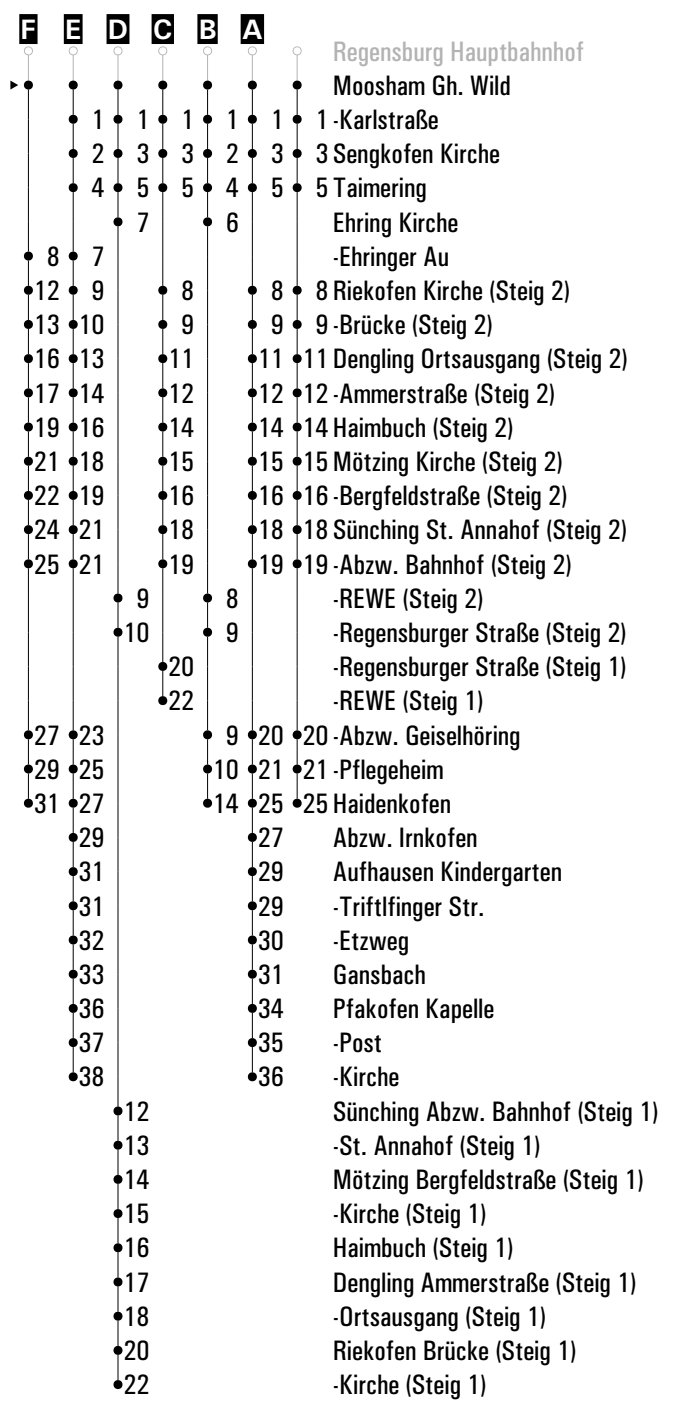 F E D C B A
Regensburg Hauptbahnhof
Moosham Gh. Wild
1 1 1 1 1 1 -Karlstraße
2 3 3 2 3 3 Sengkofen Kirche
4 5 5 4 5 5 Taimering
7 6 Ehring Kirche
8 7 -Ehringer Au
12 9 8 8 8 Riekofen Kirche (Steig 2)
13 10 9 9 9 -Brücke (Steig 2)
16 13 11 11 11 Dengling Ortsausgang (Steig 2)
17 14 12 12 12 -Ammerstraße (Steig 2)
19 16 14 14 14 Haimbuch (Steig 2)
21 18 15 15 15 Mötzing Kirche (Steig 2)
22 19 16 16 16 -Bergfeldstraße (Steig 2)
24 21 18 18 18 Sünching St. Annahof (Steig 2)
25 21 19 19 19 -Abzw. Bahnhof (Steig 2)
9 8 -REWE (Steig 2)
10 9 -Regensburger Straße (Steig 2)
20 -Regensburger Straße (Steig 1)
22 -REWE (Steig 1)
27 23 9 20 20 -Abzw. Geiselhöring
29 25 10 21 21 -Pflegeheim
31 27 14 25 25 Haidenkofen
29 27 Abzw. Irnkofen
31 29 Aufhausen Kindergarten
31 29 -Triftlfinger Str.
32 30 -Etzweg
33 31 Gansbach
36 34 Pfakofen Kapelle
37 35 -Post
38 36 -Kirche
12 Sünching Abzw. Bahnhof (Steig 1)
13 -St. Annahof (Steig 1)
14 Mötzing Bergfeldstraße (Steig 1)
15 -Kirche (Steig 1)
16 Haimbuch (Steig 1)
17 Dengling Ammerstraße (Steig 1)
18 -Ortsausgang (Steig 1)
20 Riekofen Brücke (Steig 1)
22 -Kirche (Steig 1)